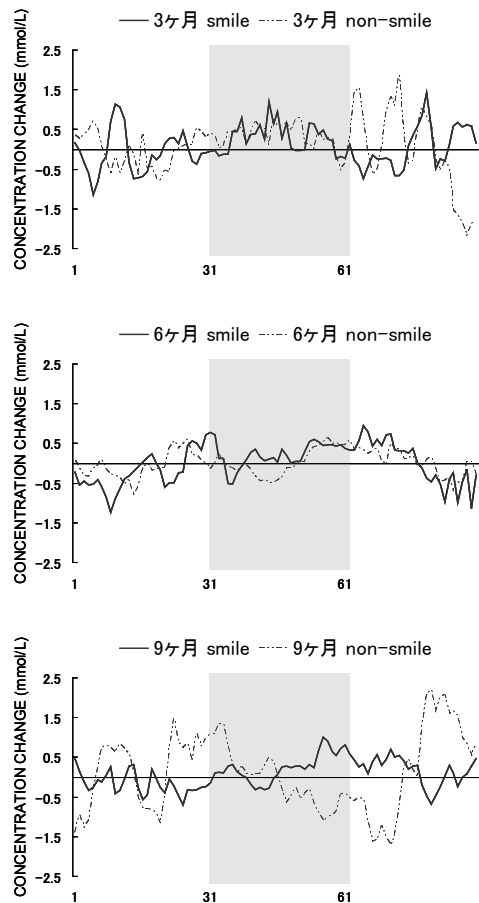 3ヶ月 smile 3ヶ月 non-smile
CONCENTRATION CHANGE (mmol/L)
2.5
1.5
0.5
−0.5
−1.5
−2.5
1 31 61
6ヶ月 smile 6ヶ月 non-smile
CONCENTRATION CHANGE (mmol/L)
2.5
1.5
0.5
−0.5
−1.5
−2.5
1 31 61
9ヶ月 smile 9ヶ月 non-smile
CONCENTRATION CHANGE (mmol/L)
2.5
1.5
0.5
−0.5
−1.5
−2.5
1 31 61